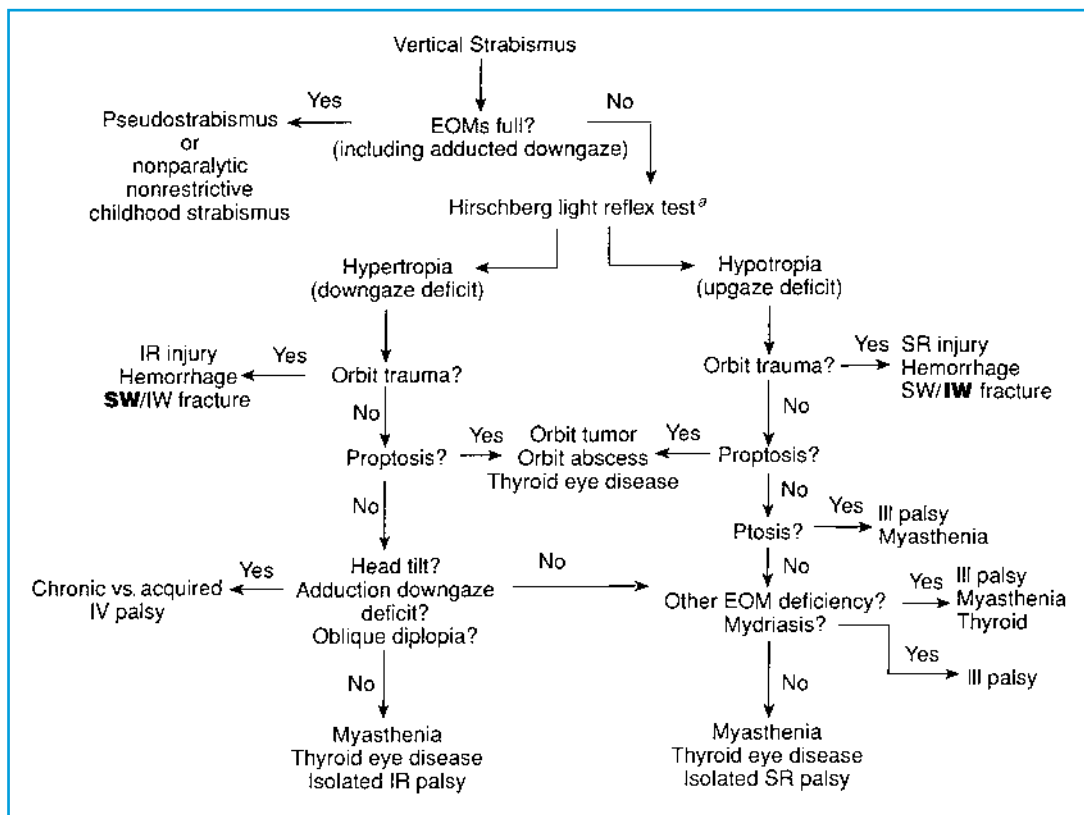 Vertical Strabismus
Yes
No
EOMs full?
(including adducted downgaze)
Pseudostrabismus
or
nonparalytic
nonrestrictive
childhood strabismus
Hirschberg light reflex test a
Hypertropia
(downgaze deficit)
Hypotropia
(upgaze deficit)
IR injury
Hemorrhage
SW/IW fracture
Yes
Orbit trauma?
Orbit trauma?
Yes
SR injury
Hemorrhage
SW/IW fracture
No
No
Proptosis?
Yes
Orbit tumor
Orbit abscess
Thyroid eye disease
Yes
Proptosis?
No
No
Ptosis?
Yes
III palsy
Myasthenia
Chronic vs. acquired
IV palsy
Yes
Head tilt?
Adduction downgaze
deficit?
Oblique diplopia?
No
No
Other EOM deficiency?
Mydriasis?
Yes
III palsy
Myasthenia
Thyroid
Yes
III palsy
No
No
Myasthenia
Thyroid eye disease
Isolated IR palsy
Myasthenia
Thyroid eye disease
Isolated SR palsy